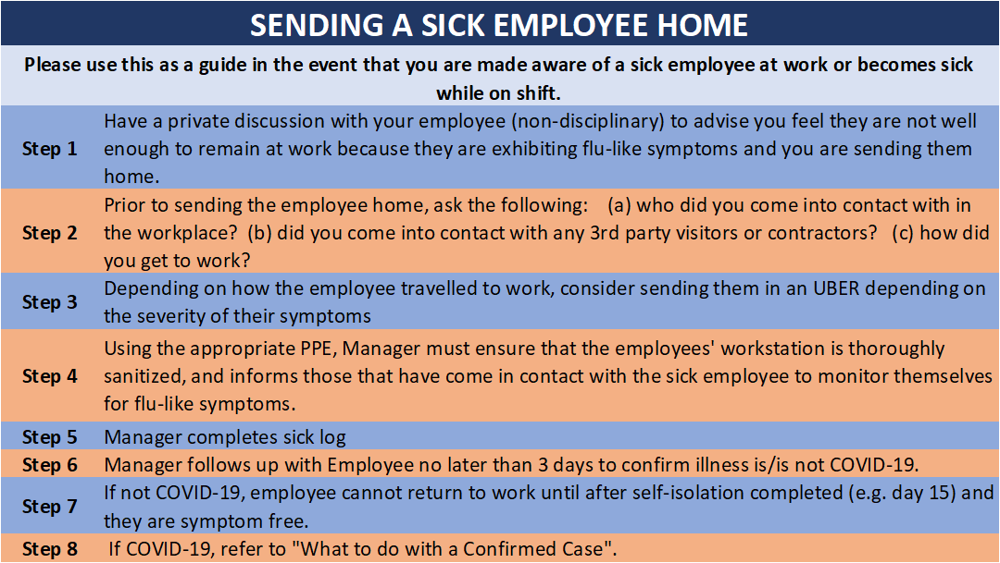 SENDING A SICK EMPLOYEE HOME
Please use this as a guide in the event that you are made aware of a sick employee at work or becomes sick
while on shift.
Step 1
Have a private discussion with your employee (non-disciplinary) to advise you feel they are not well
enough to remain at work because they are exhibiting flu-like symptoms and you are sending them
home.
Step 2
Prior to sending the employee home, ask the following: (a) who did you come into contact with in
the workplace? (b) did you come into contact with any 3rd party visitors or contractors? (c) how did
you get to work?
Step 3
Depending on how the employee travelled to work, consider sending them in an UBER depending on
the severity of their symptoms
Step 4
Using the appropriate PPE, Manager must ensure that the employees' workstation is thoroughly
sanitized, and informs those that have come in contact with the sick employee to monitor themselves
for flu-like symptoms.
Step 5
Manager completes sick log
Step 6
Manager follows up with Employee no later than 3 days to confirm illness is/is not COVID-19.
Step 7
If not COVID-19, employee cannot return to work until after self-isolation completed (e.g. day 15) and
they are symptom free.
Step 8
If COVID-19, refer to "What to do with a Confirmed Case".